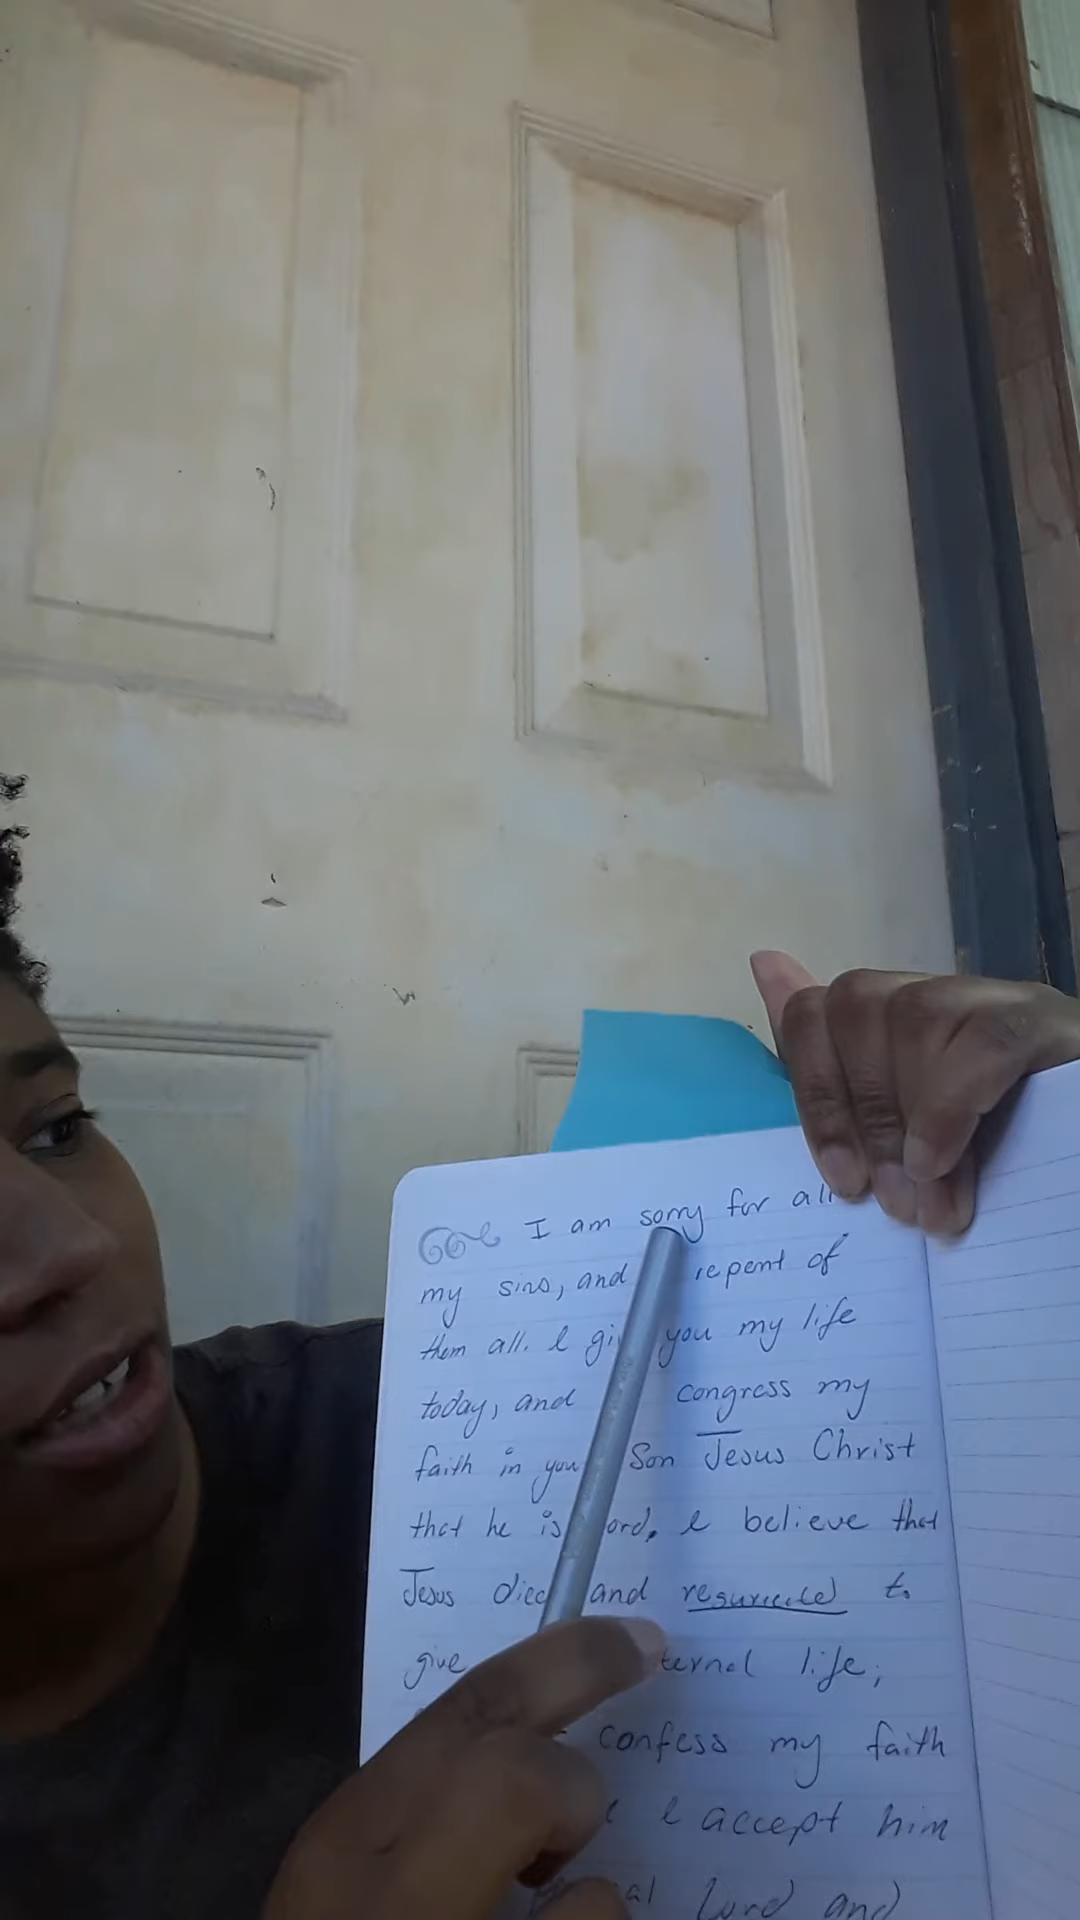 I am sorry for all
my sins, and repent of
them all. I gi you my life
today, and congress my
faith in you Son Jesus Christ
that he is ord. I believe that
Jesus died and resurricted to
give ternal life,
confess my faith
I accept him
al Lord and